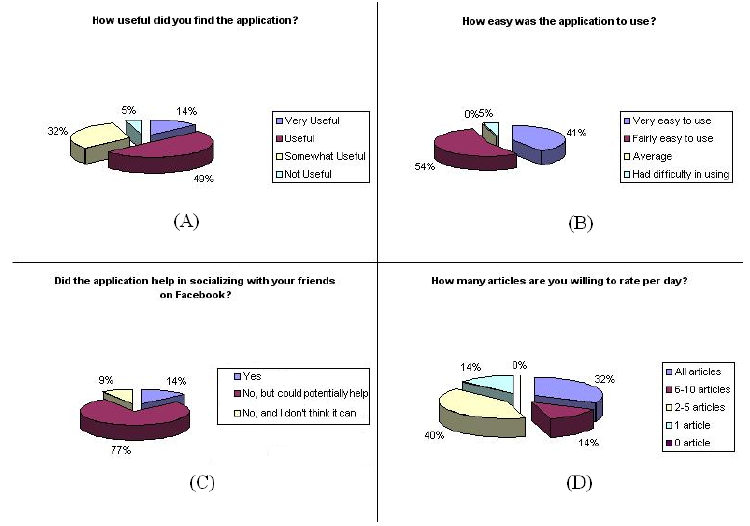 How useful did you find the application?
5%
14%
32%
49%
Very Useful
Useful
Somewhat Useful
Not Useful
(A)
How easy was the application to use?
0%
5%
41%
54%
Very easy to use
Fairly easy to use
Average
Had difficulty in using
(B)
Did the application help in socializing with your friends
on Facebook?
9%
14%
77%
Yes
No, but could potentially help
No, and I don't think it can
(C)
How many articles are you willing to rate per day?
14%
0%
32%
40%
14%
All articles
6-10 articles
2-5 articles
1 article
0 article
(D)